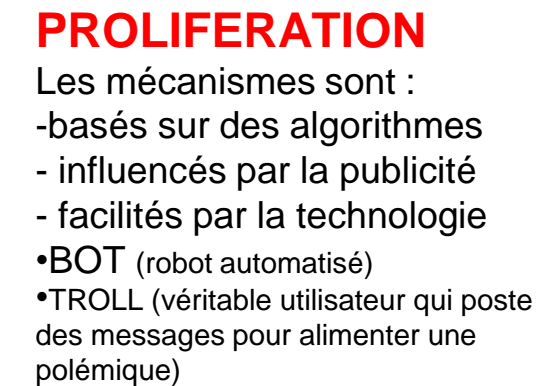 PROLIFERATION
Les mécanismes sont :
-basés sur des algorithmes
- influencés par la publicité
- facilités par la technologie
•BOT (robot automatisé)
•TROLL (véritable utilisateur qui poste
des messages pour alimenter une
polémique)